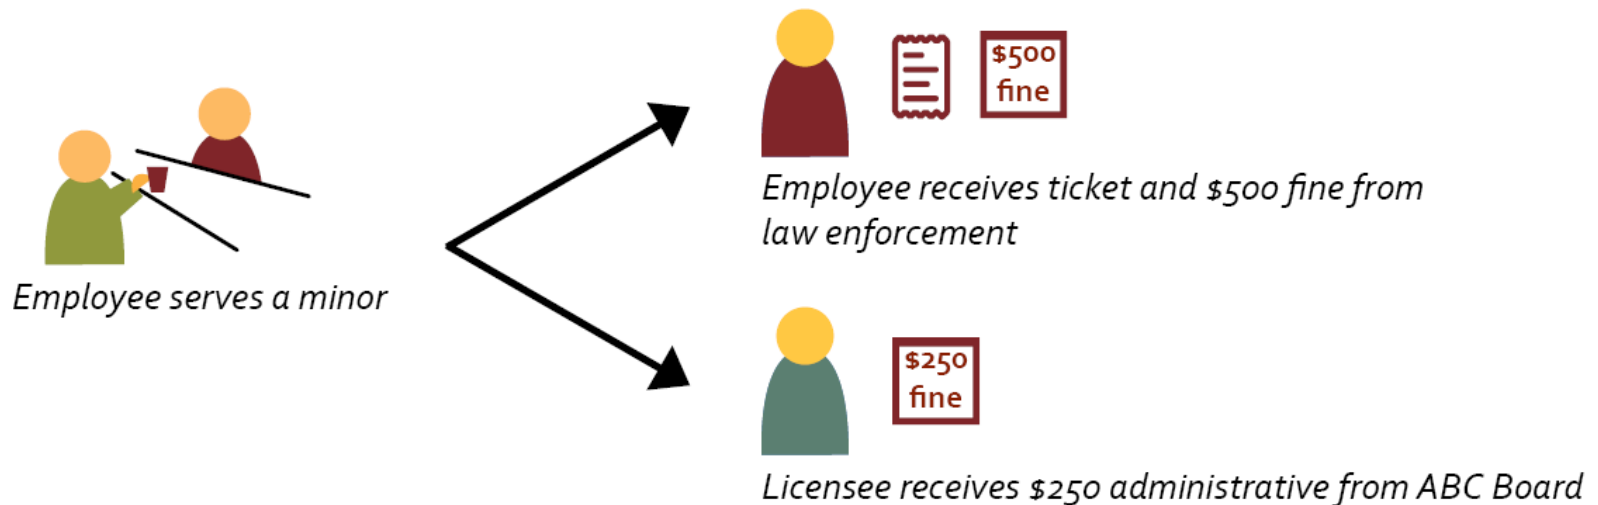 Employee serves a minor
$500
fine
Employee receives ticket and $500 fine from
law enforcement
$250
fine
Licensee receives $250 administrative from ABC Board